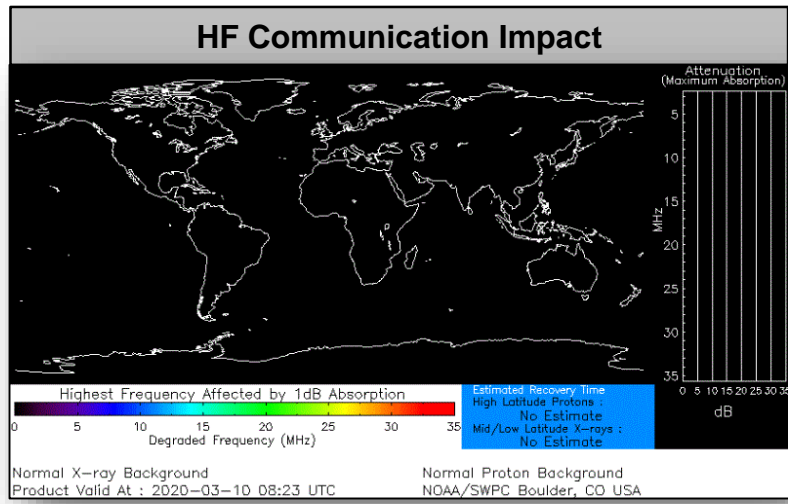 HF Communication Impact
Attenuation
(Maximum Absorption)
5
10
15
20
25
30
35
MHz
0 5 10 15 20 25 30 35
dB
Highest Frequency Affected by 1dB Absorption
0 5 10 15 20 25 30 35
Degraded Frequency (MHz)
Estimated Recovery Time
High Latitude Protons :
No Estimate
Mid/Low Latitude X-rays :
No Estimate
Normal X-ray Background
Normal Proton Background
Product Valid At : 2020-03-10 08:23 UTC
NOAA/SWPC Boulder, CO USA